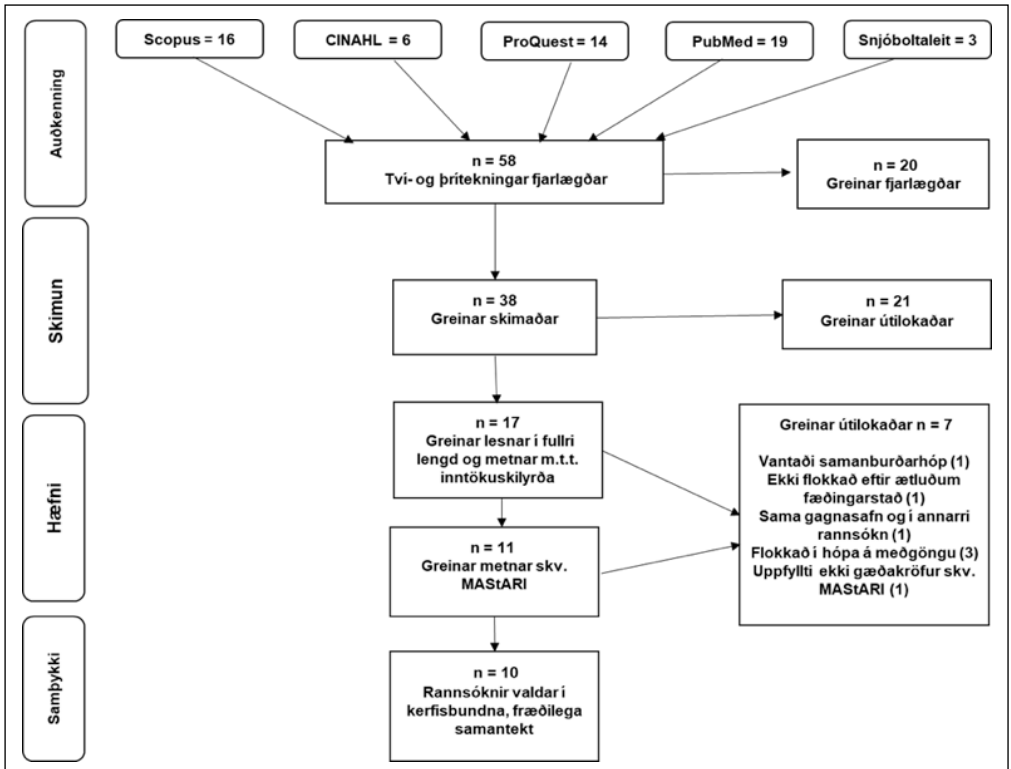 Auðkenning
Scopus = 16
CINAHL = 6
ProQuest = 14
PubMed = 19
Snjóboltaleit = 3
n = 58
Tví- og þrítekningar fjarlægðar
n = 20
Greinar fjarlægðar
Skimun
n = 38
Greinar skimaðar
n = 21
Greinar útilokaðar
Hæfni
n = 17
Greinar lesnar í fullri
lengd og metnar m.t.t.
inntökuskilyrða
Greinar útilokaðar n = 7
Vantaði samanburðarhóp (1)
Ekki flokkað eftir ætluðum
fæðingarstað (1)
Sama gagnasafn og í annarri
rannsókn (1)
Flokkað í hópa á meðgöngu (3)
Uppfyllti ekki gæðakröfur skv.
MAStARI (1)
n = 11
Greinar metnar skv.
MAStARI
Samþykki
n = 10
Rannsóknir valdar í
kerfisbundna, fræðilega
samantekt